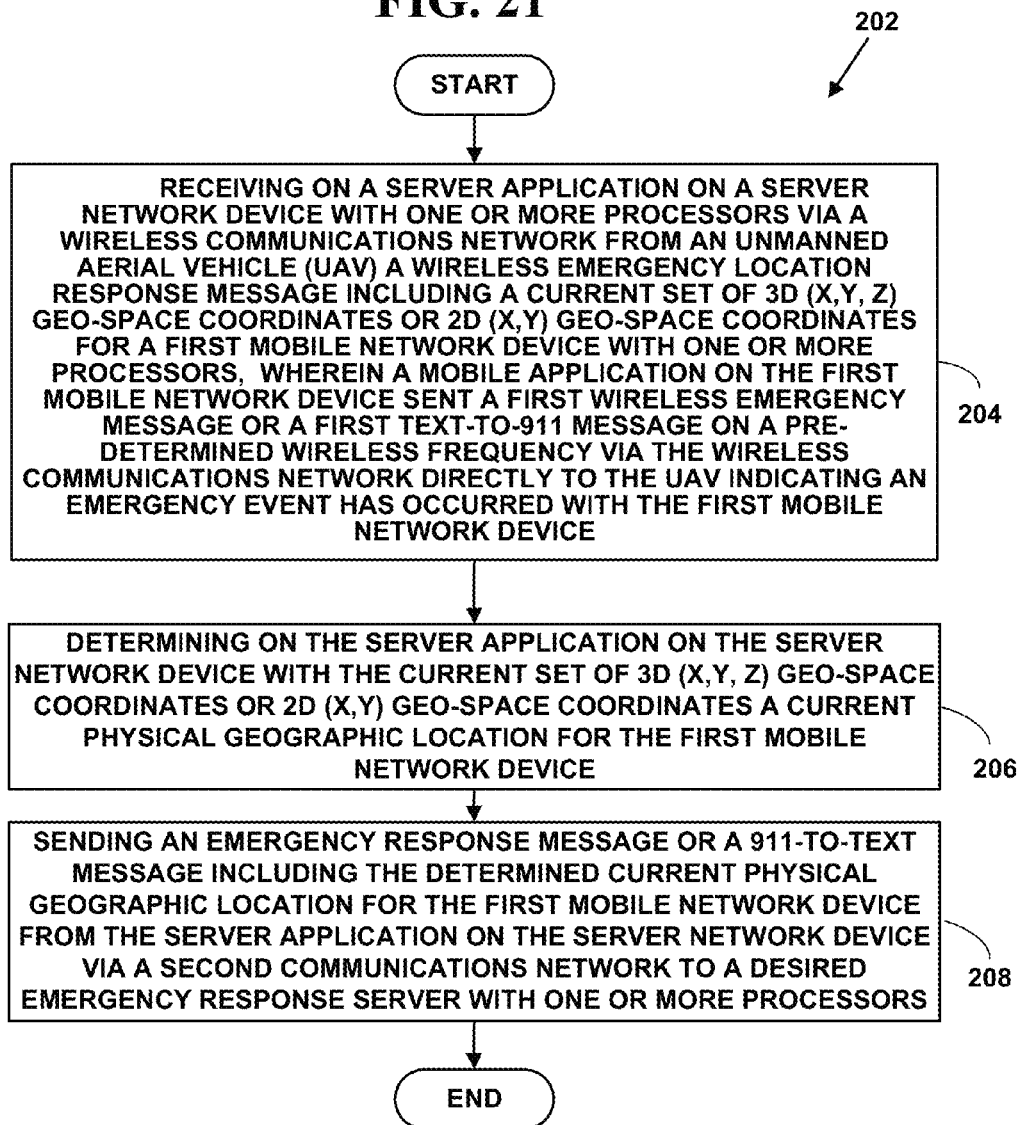 FIG. 21
202
START
RECEIVING ON A SERVER APPLICATION ON A SERVER
NETWORK DEVICE WITH ONE OR MORE PROCESSORS VIA A
WIRELESS COMMUNICATIONS NETWORK FROM AN UNMANNED
AERIAL VEHICLE (UAV) A WIRELESS EMERGENCY LOCATION
RESPONSE MESSAGE INCLUDING A CURRENT SET OF 3D (X,Y, Z)
GEO-SPACE COORDINATES OR 2D (X,Y) GEO-SPACE COORDINATES
FOR A FIRST MOBILE NETWORK DEVICE WITH ONE OR MORE
PROCESSORS, WHEREIN A MOBILE APPLICATION ON THE FIRST
MOBILE NETWORK DEVICE SENT A FIRST WIRELESS EMERGENCY
MESSAGE OR A FIRST TEXT-TO-911 MESSAGE ON A PRE-
DETERMINED WIRELESS FREQUENCY VIA THE WIRELESS
COMMUNICATIONS NETWORK DIRECTLY TO THE UAV INDICATING AN
EMERGENCY EVENT HAS OCCURRED WITH THE FIRST MOBILE
NETWORK DEVICE
204
DETERMINING ON THE SERVER APPLICATION ON THE SERVER
NETWORK DEVICE WITH THE CURRENT SET OF 3D (X,Y, Z) GEO-SPACE
COORDINATES OR 2D (X,Y) GEO-SPACE COORDINATES A CURRENT
PHYSICAL GEOGRAPHIC LOCATION FOR THE FIRST MOBILE
NETWORK DEVICE
206
SENDING AN EMERGENCY RESPONSE MESSAGE OR A 911-TO-TEXT
MESSAGE INCLUDING THE DETERMINED CURRENT PHYSICAL
GEOGRAPHIC LOCATION FOR THE FIRST MOBILE NETWORK DEVICE
FROM THE SERVER APPLICATION ON THE SERVER NETWORK DEVICE
VIA A SECOND COMMUNICATIONS NETWORK TO A DESIRED
EMERGENCY RESPONSE SERVER WITH ONE OR MORE PROCESSORS
208
END